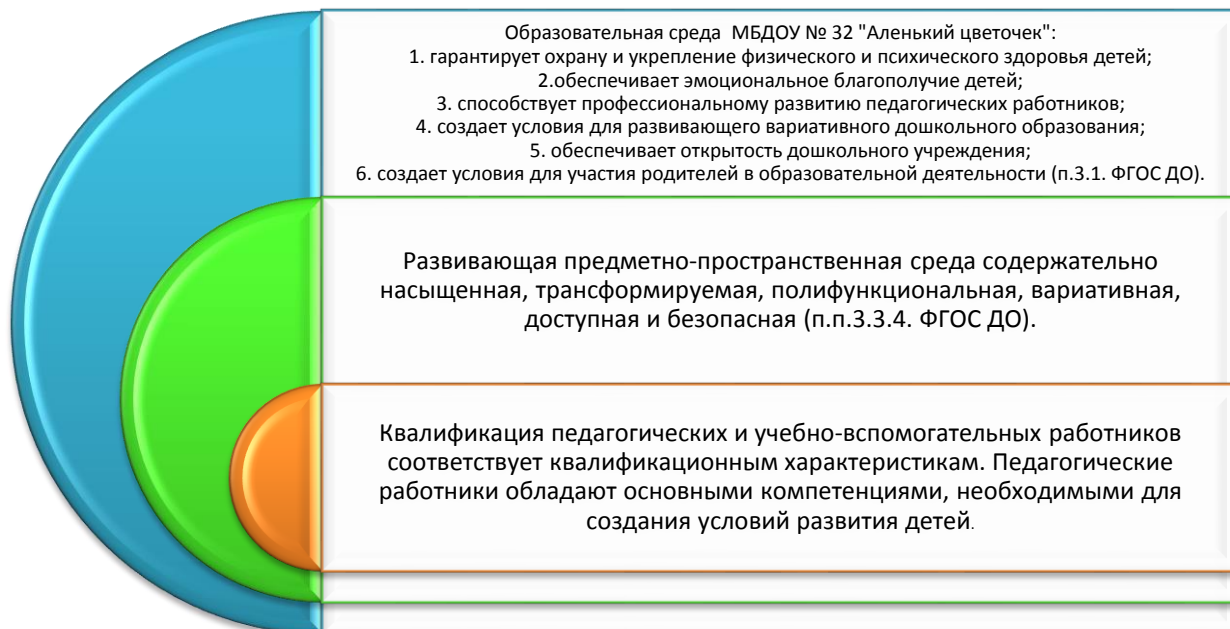 Образовательная среда МБДОУ № 32 "Аленький цветочек":
1. гарантирует охрану и укрепление физического и психического здоровья детей;
2.обеспечивает эмоциональное благополучие детей;
3. способствует профессиональному развитию педагогических работников;
4. создает условия для развивающего вариативного дошкольного образования;
5. обеспечивает открытость дошкольного учреждения;
6. создает условия для участия родителей в образовательной деятельности (п.3.1. ФГОС ДО).
Развивающая предметно-пространственная среда содержательно
насыщенная, трансформируемая, полифункциональная, вариативная,
доступная и безопасная (п.п.3.3.4. ФГОС ДО).
Квалификация педагогических и учебно-вспомогательных работников
соответствует квалификационным характеристикам. Педагогические
работники обладают основными компетенциями, необходимыми для
создания условий развития детей.